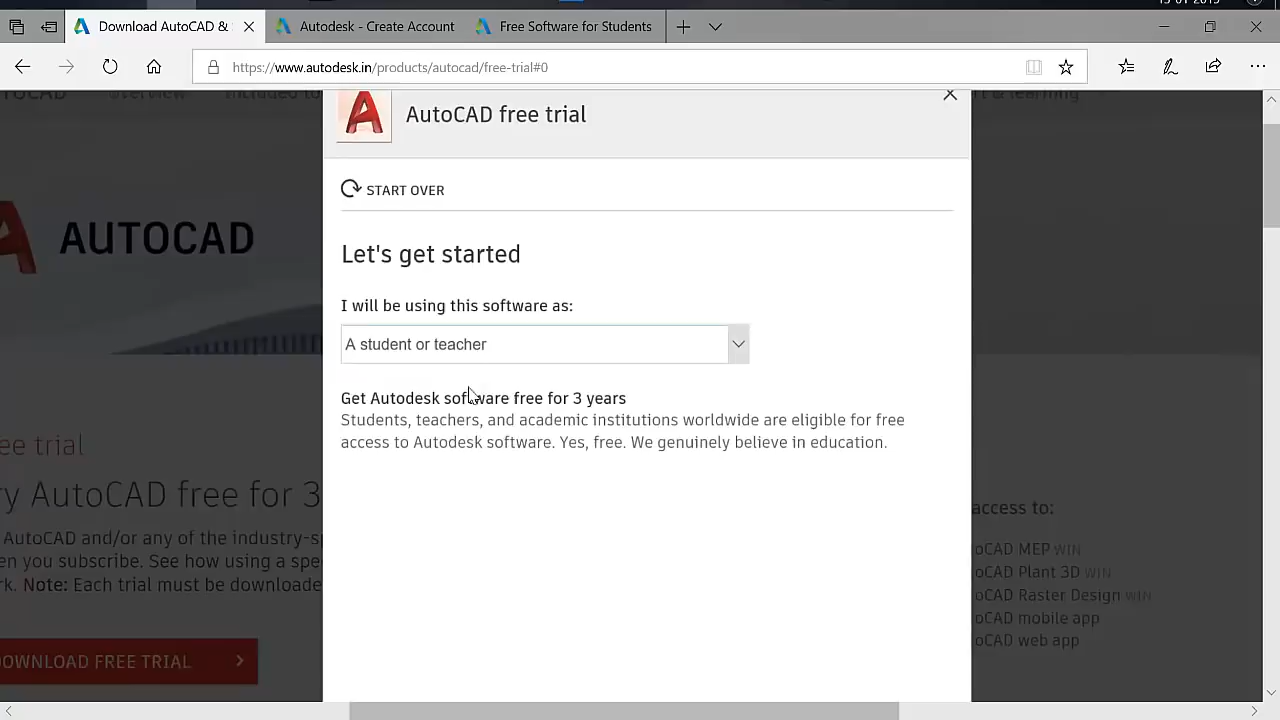 Download AutoCAD &
Autodesk - Create Account
Free Software for Students
https://www.autodesk.in/products/autocad/free-trial#0
AutoCAD free trial
START OVER
AUTOCAD
Let's get started
I will be using this software as:
A student or teacher
Get Autodesk software free for 3 years
Students, teachers, and academic institutions worldwide are eligible for free
access to Autodesk software. Yes, free. We genuinely believe in education.
ee trial
ry AutoCAD free for 3
AutoCAD and/or any of the industry-sp
en you subscribe. See how using a spe
rk. Note: Each trial must be downloade
OWNLOAD FREE TRIAL
access to:
oCAD MEP WIN
oCAD Plant 3D WIN
oCAD Raster Design WIN
oCAD mobile app
oCAD web app